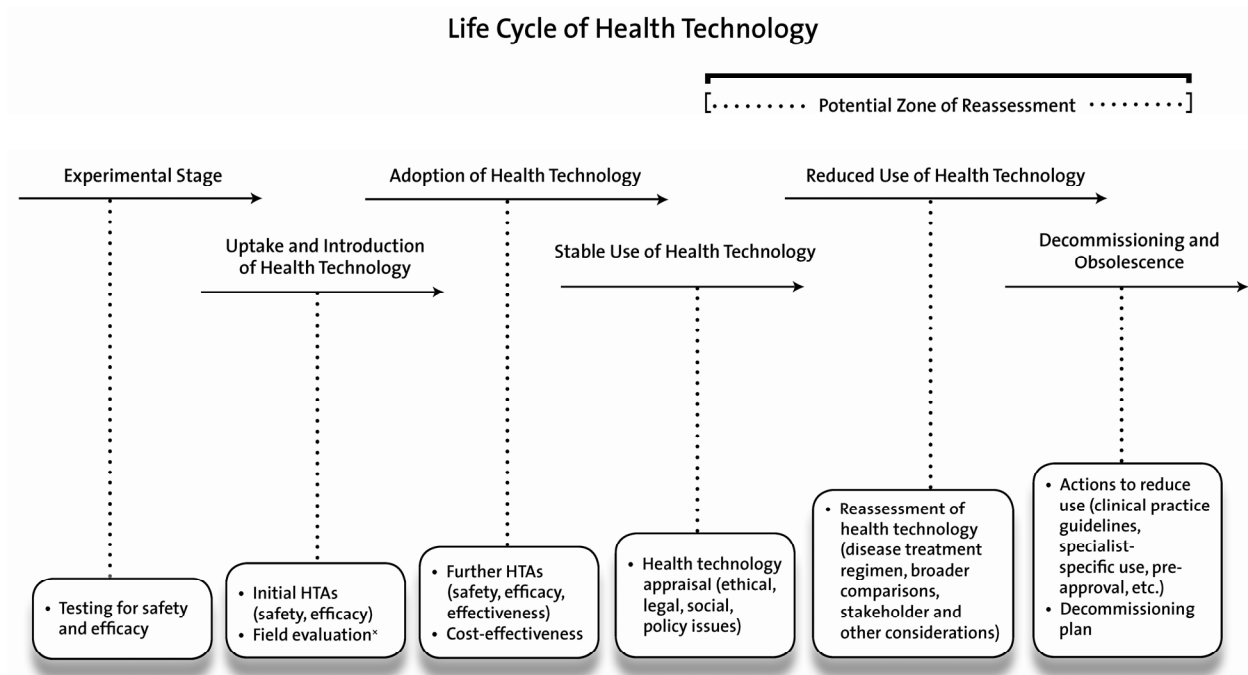 Life Cycle of Health Technology
Potential Zone of Reassessment
Experimental Stage
Adoption of Health Technology
Reduced Use of Health Technology
Uptake and Introduction
of Health Technology
Stable Use of Health Technology
Decommissioning and
Obsolescence
• Testing for safety
and efficacy
• Initial HTAs
(safety, efficacy)
• Field evaluationˣ
• Further HTAs
(safety, efficacy,
effectiveness)
• Cost-effectiveness
• Health technology
appraisal (ethical,
legal, social,
policy issues)
• Reassessment of
health technology
(disease treatment
regimen, broader
comparisons,
stakeholder and
other considerations)
• Actions to reduce
use (clinical practice
guidelines,
specialist-
specific use, pre-
approval, etc.)
• Decommissioning
plan